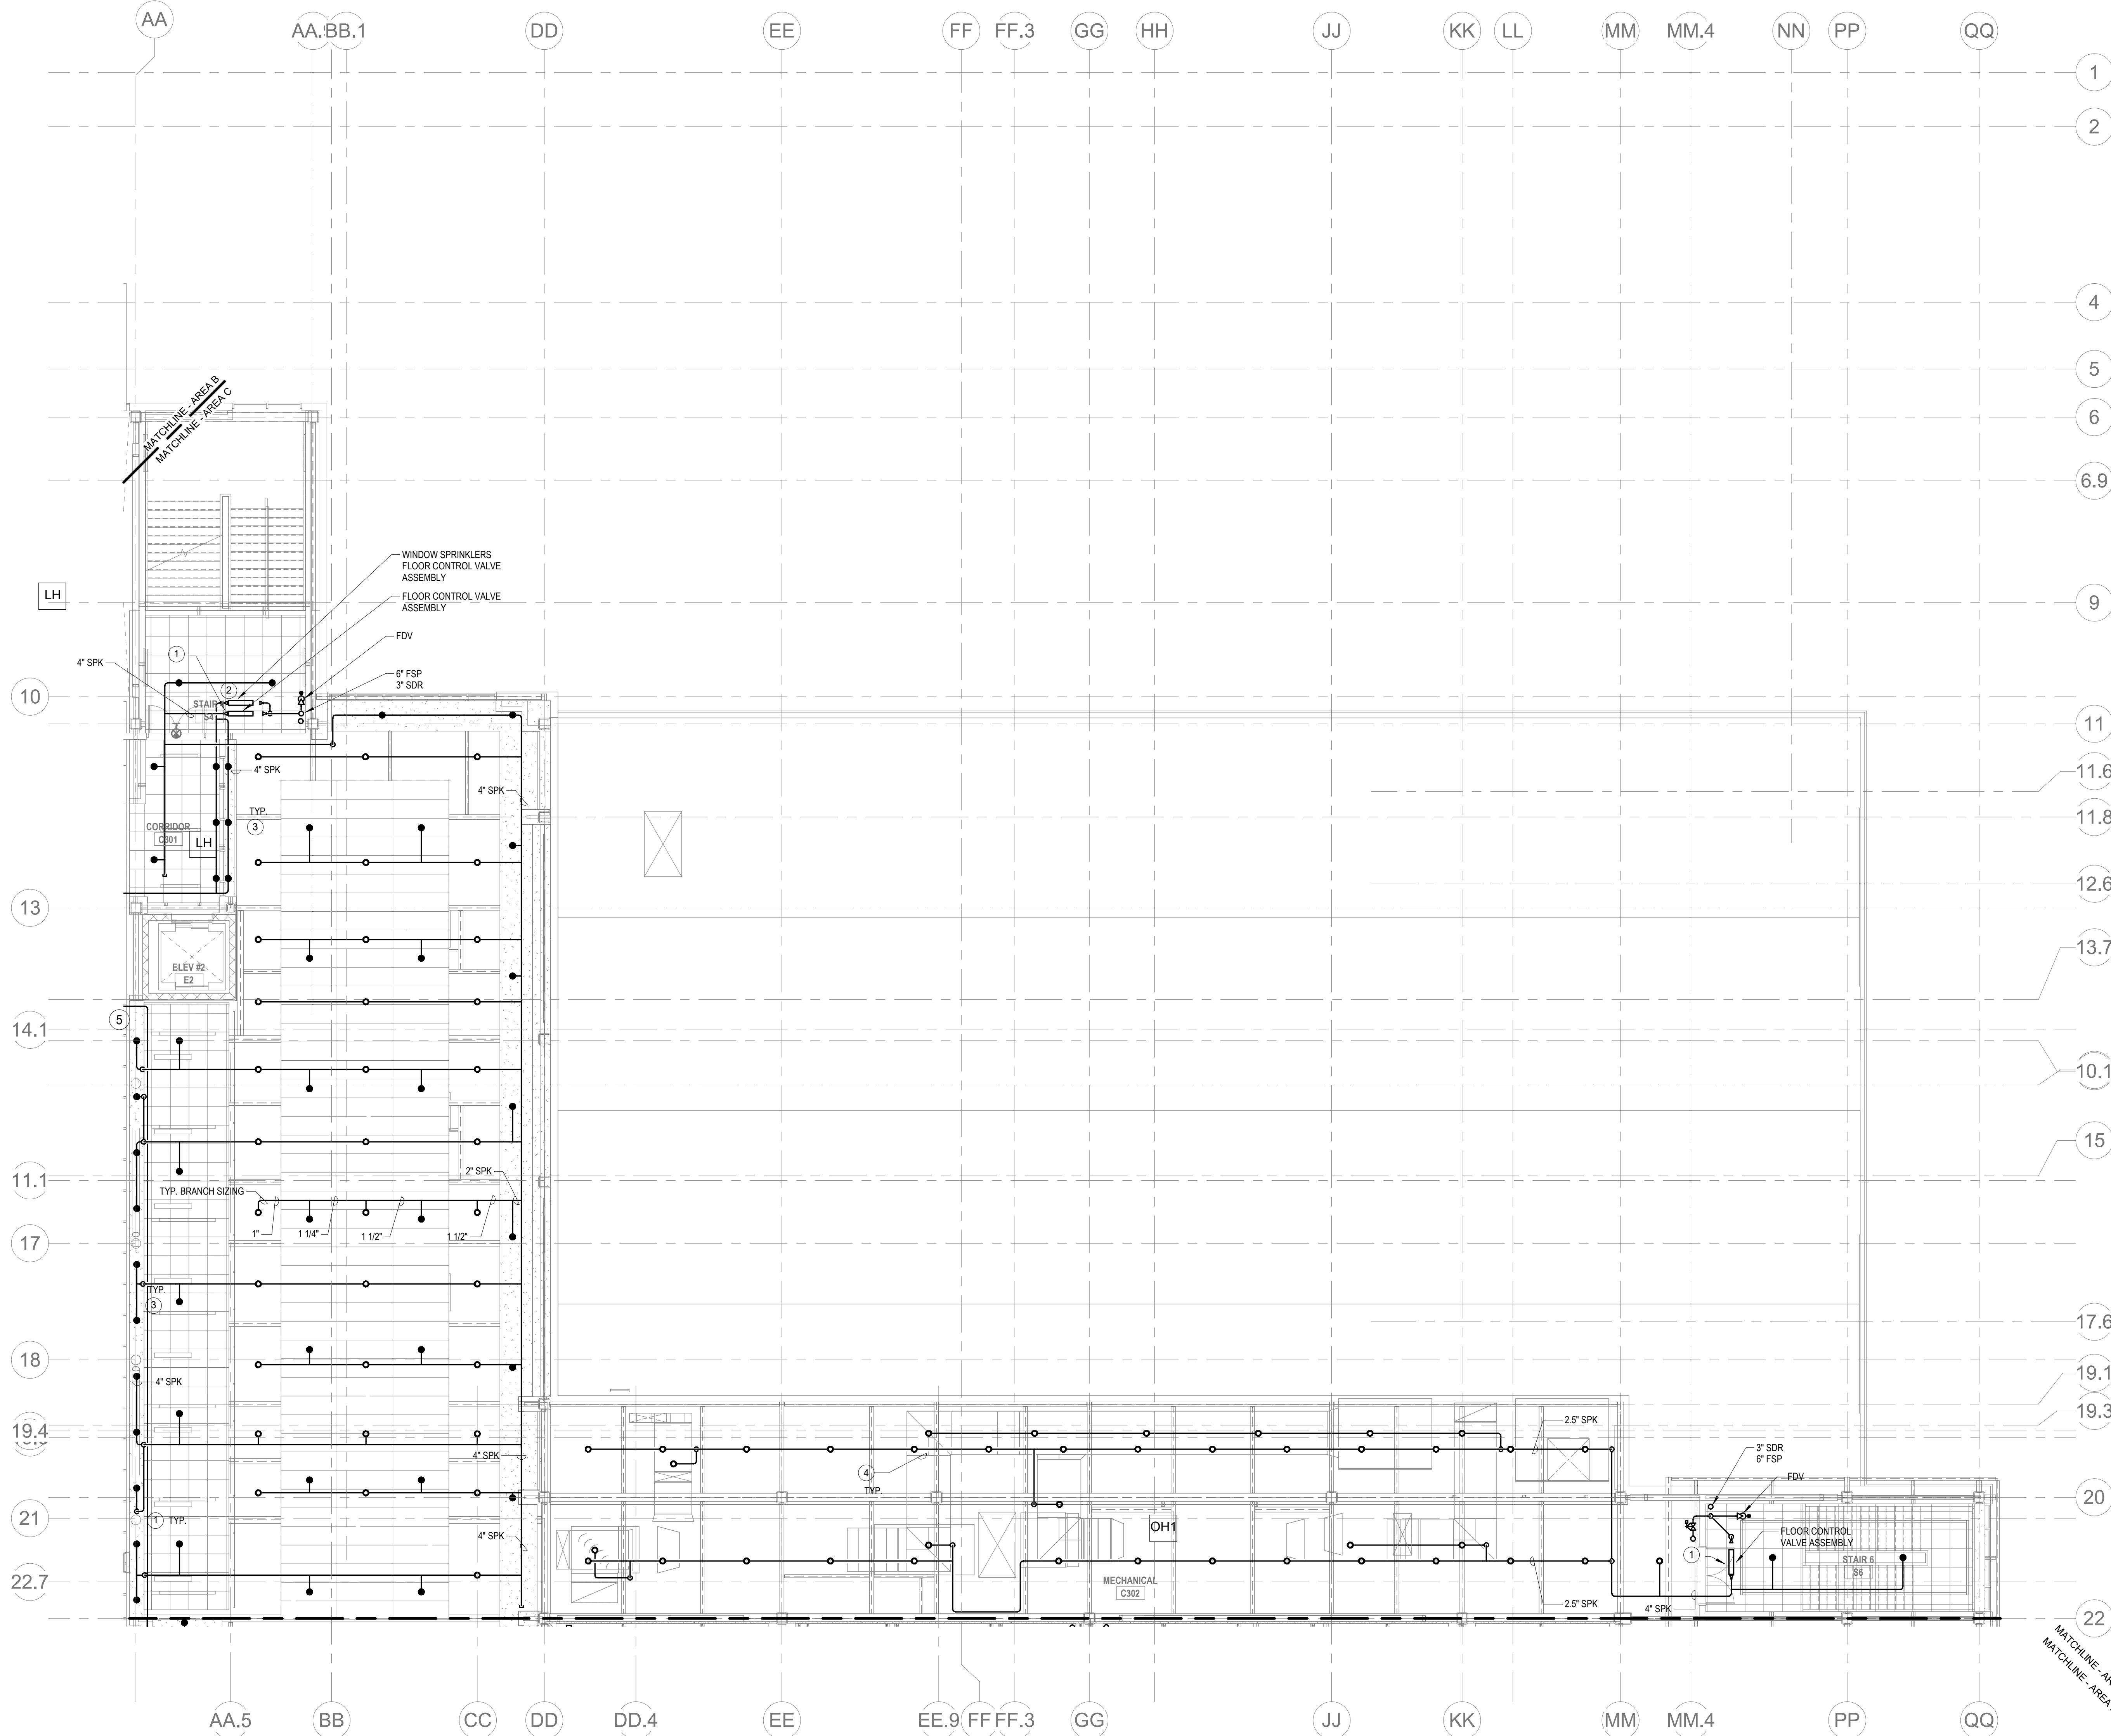 AA
AA.
BB.1
DD
EE
FF
FF.3
GG
HH
JJ
KK
LL
MM
MM.4
NN
PP
QQ
1
2
4
5
6
6.9
9
MATCHLINE - AREA B
MATCHLINE - AREA C
LH
WINDOW SPRINKLERS
FLOOR CONTROL VALVE
ASSEMBLY
FLOOR CONTROL VALVE
ASSEMBLY
FDV
6" FSP
3" SDR
4" SPK
1
2
STAIR
S4
10
11
4" SPK
4" SPK
TYP.
3
CORRIDOR
C301
LH
11.6
11.8
12.6
13
13.7
ELEV #2
E2
5
14.1
10.1
15
11.1
TYP. BRANCH SIZING
2" SPK
1"
1 1/4"
1 1/2"
1 1/2"
17
TYP.
3
17.6
18
4" SPK
19.1
19.3
19.4
4" SPK
4
TYP.
2.5" SPK
3" SDR
6" FSP
FDV
20
21
1
TYP.
4" SPK
OH1
FLOOR CONTROL
VALVE ASSEMBLY
1
STAIR 6
S6
22.7
MECHANICAL
C302
2.5" SPK
4" SPK
22
MATCHLINE - AR
MATCHLINE - AREA
AA.5
BB
CC
DD
DD.4
EE
EE.9
FF
FF.3
GG
JJ
KK
MM
MM.4
PP
QQ